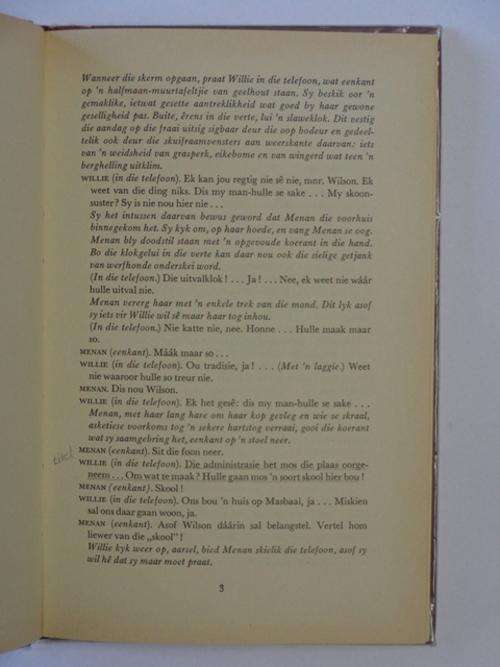 Wanneer die skerm opgaan, praat Willie in die telefoon, wat eenkant
op 'n halfmaan-muurtafeltjie van geelhout staan. Sy beskik oor 'n
gemaklike, ietwat gesette aantreklikheid wat goed by haar gewone
geselligheid pas. Buite, êrens in die verte, lui 'n slaweklok. Dit vestig
die aandag op die fraai uitsig sigbaar deur die oop bodeur en gedeel-
telik ook deur die skuifraamvensters aan weerskante daarvan: iets
van 'n weidsheid van grasperk, eikebome en van wingerd wat teen 'n
berghelling uitklim.
WILLIE (in die telefoon). Ek kan jou regtig nie sê nie, mnr. Wilson. Ek
weet van die ding niks. Dis my man-hulle se sake . . . My skoon-
suster? Sy is nie nou hier nie . . .
Sy het intussen daarvan bewus geword dat Menan die voorhuis
binnegekom het. Sy kyk om, op haar hoede, en vang Menan se oog.
Menan bly doodstil staan met 'n opgevoude koerant in die hand.
Bo die klokgelui in die verte kan daar nou ook die sielige getjank
van werfhonde onderskei word.
(In die telefoon.) Die uitvalklok! . . . Ja! . . . Nee, ek weet nie wáár
hulle uitval nie.
Menan vererg haar met 'n enkele trek van die mond. Dit lyk asof
sy iets vir Willie wil sê maar haar tog inhou.
(In die telefoon.) Nie katte nie, nee. Honne . . . Hulle maak maar
so.
MENAN (eenkant). Máák maar so . . .
WILLIE (in die telefoon). Ou tradisie, ja! . . . (Met 'n laggie.) Weet
nie waaroor hulle so treur nie.
MENAN. Dis nou Wilson.
WILLIE (in die telefoon). Ek het gesê: dis my man-hulle se sake . . .
Menan, met haar lang hare om haar kop gevleg en wie se skraal,
asketiese voorkoms tog 'n sekere hartstog verraai, gooi die koerant
wat sy saamgebring het, eenkant op 'n stoel neer.
MENAN (eenkant). Sit die foon neer.
WILLIE (in die telefoon). Die administrasie het mos die plaas oorge-
neem . . . Om wat te maak? Hulle gaan mos 'n soort skool hier bou!
MENAN (eenkant). Skool!
WILLIE (in die telefoon). Ons bou 'n huis op Masbaai, ja . . . Miskien
sal ons daar gaan woon, ja.
MENAN (eenkant). Asof Wilson dáárin sal belangstel. Vertel hom
liewer van die „skool”!
Willie kyk weer op, aarsel, bied Menan skielik die telefoon, asof sy
wil hê dat sy maar moet praat.
3